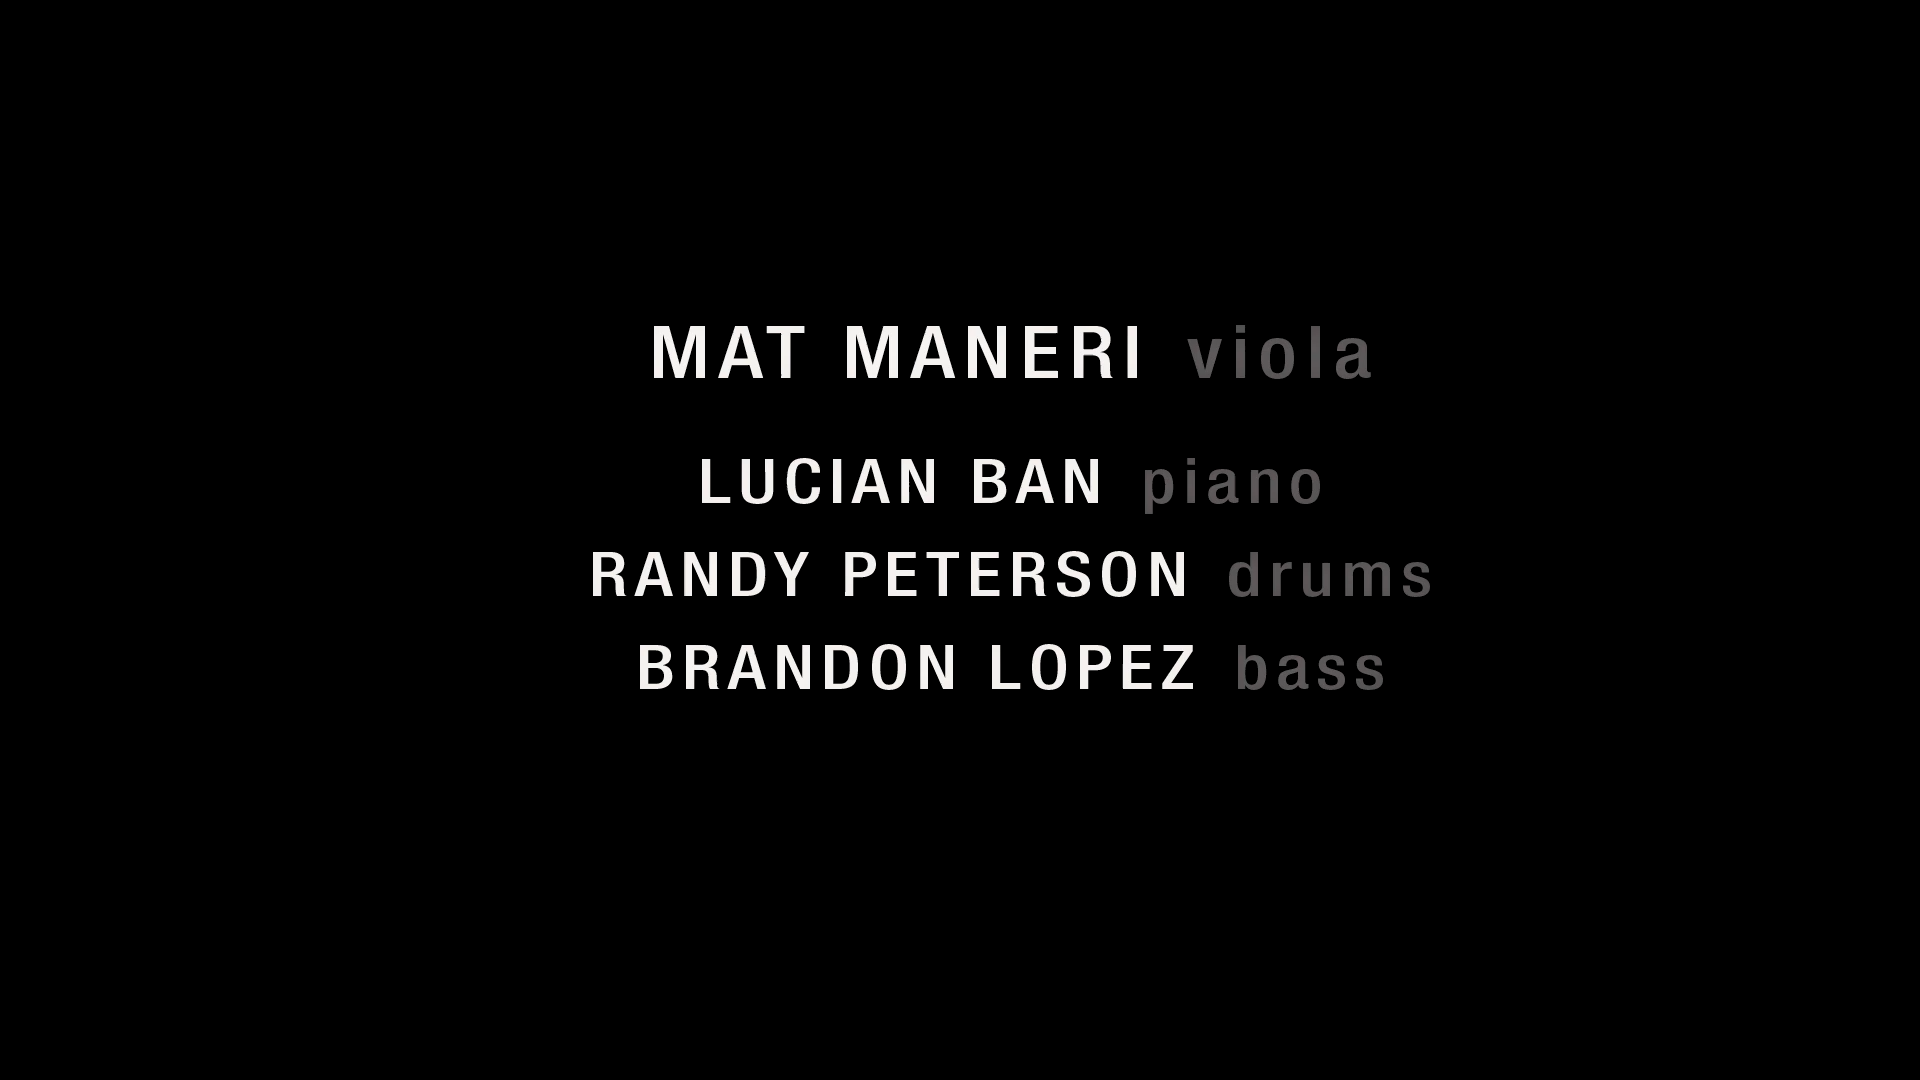 MAT MANERI viola
LUCIAN BAN piano
RANDY PETERSON drums
BRANDON LOPEZ bass